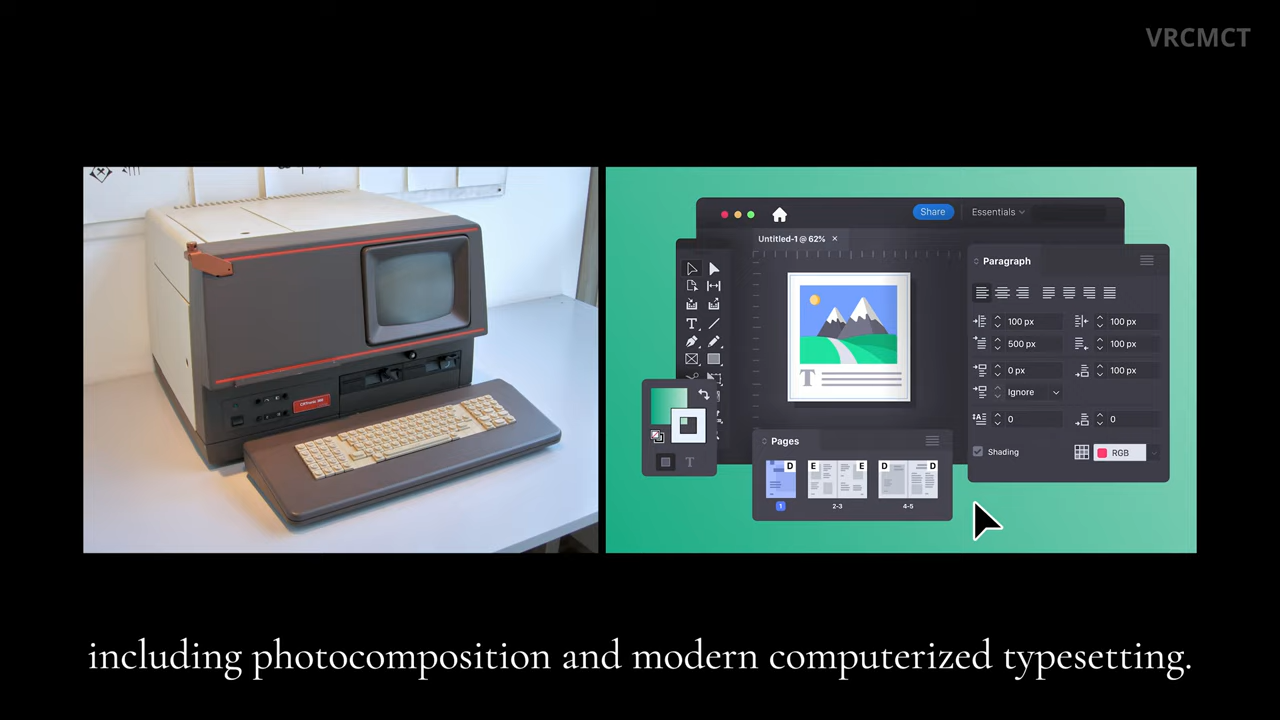 VRCMCT
Share
Essentials
Untitled-1 @ 62% ×
Paragraph
100 px 100 px
500 px 100 px
0 px 100 px
Ignore
0 0
Shading
RGB
T
T
Pages
D E E D D
1 2-3 4-5
T
including photocomposition and modern computerized typesetting.